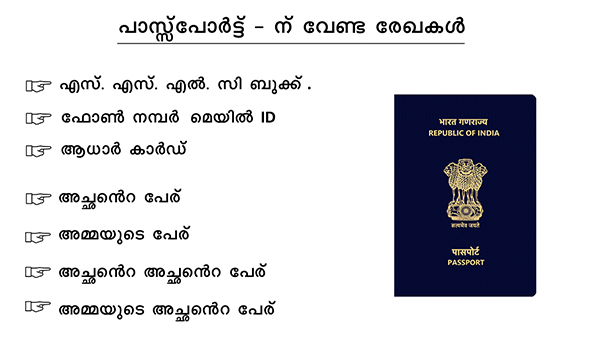 പാസ്സ്പോർട്ട് - ന് വേണ്ട രേഖകൾ
എസ്. എസ്. എൽ. സി ബുക്ക് .
ഫോൺ നമ്പർ മെയിൽ ID
ആധാർ കാർഡ്
അച്ഛൻെറ പേര്
അമ്മയുടെ പേര്
അച്ഛൻെറ അച്ഛൻെറ പേര്
അമ്മയുടെ അച്ഛൻെറ പേര്
भारत गणराज्य
REPUBLIC OF INDIA
सत्यमेव जयते
पासपोर्ट
PASSPORT